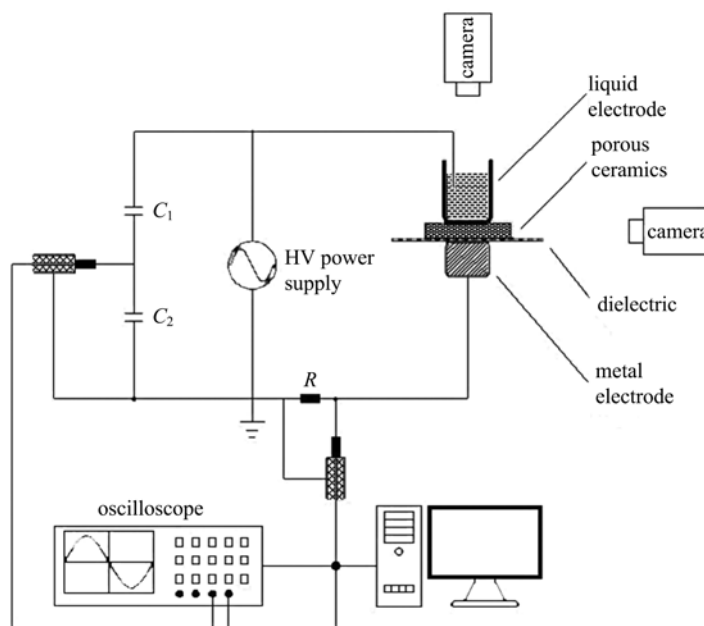 camera
liquid
electrode
porous
ceramics
C1
HV power
supply
camera
C2
dielectric
metal
electrode
R
oscilloscope